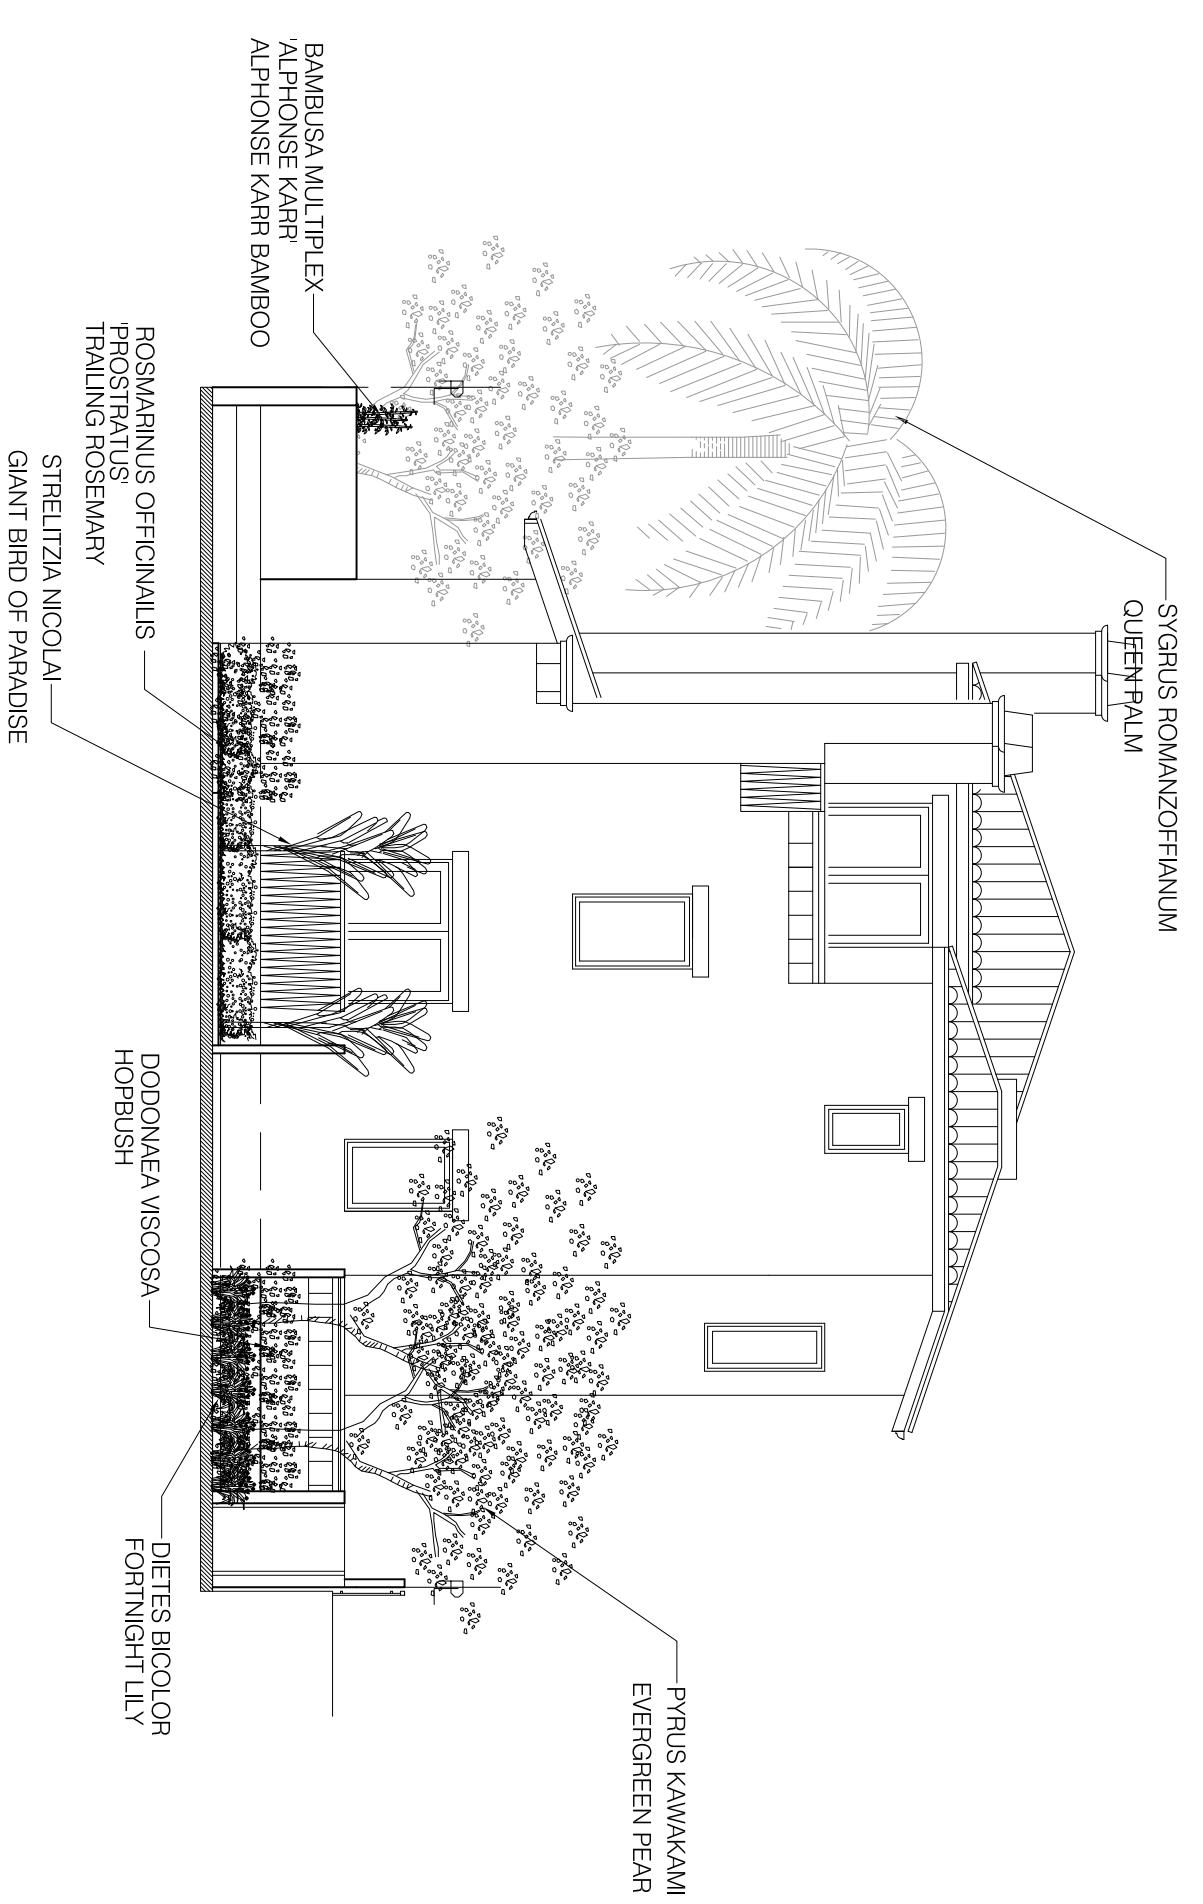 SYGRUS ROMANZOFFIANUM
QUEEN PALM
BAMBUSA MULTIPLEX
'ALPHONSE KARR'
ALPHONSE KARR BAMBOO
ROSMARINUS OFFICINAILIS
'PROSTRATUS'
TRAILING ROSEMARY
STRELITZIA NICOLAI
GIANT BIRD OF PARADISE
DODONAEA VISCOSA
HOPBUSH
DIETES BICOLOR
FORTNIGHT LILY
PYRUS KAWAKAMI
EVERGREEN PEAR